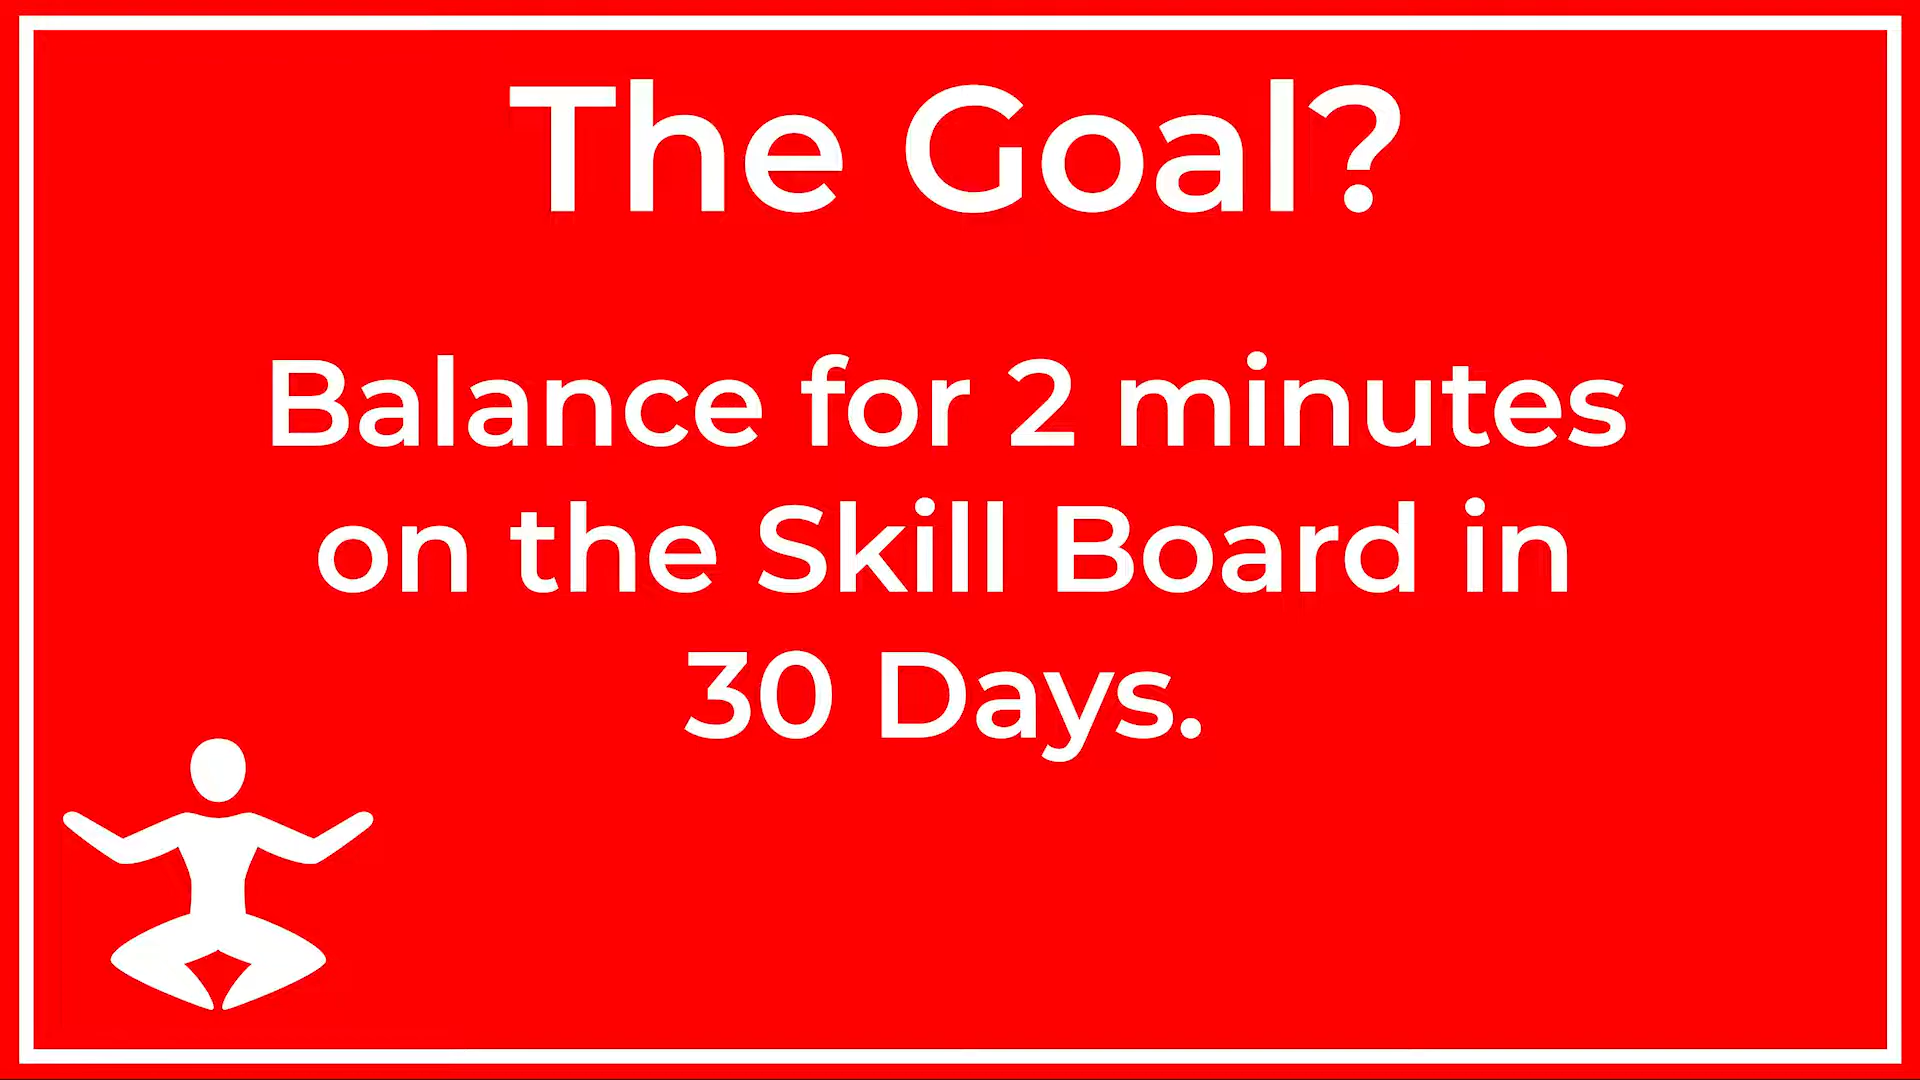 The Goal?
Balance for 2 minutes
on the Skill Board in
30 Days.